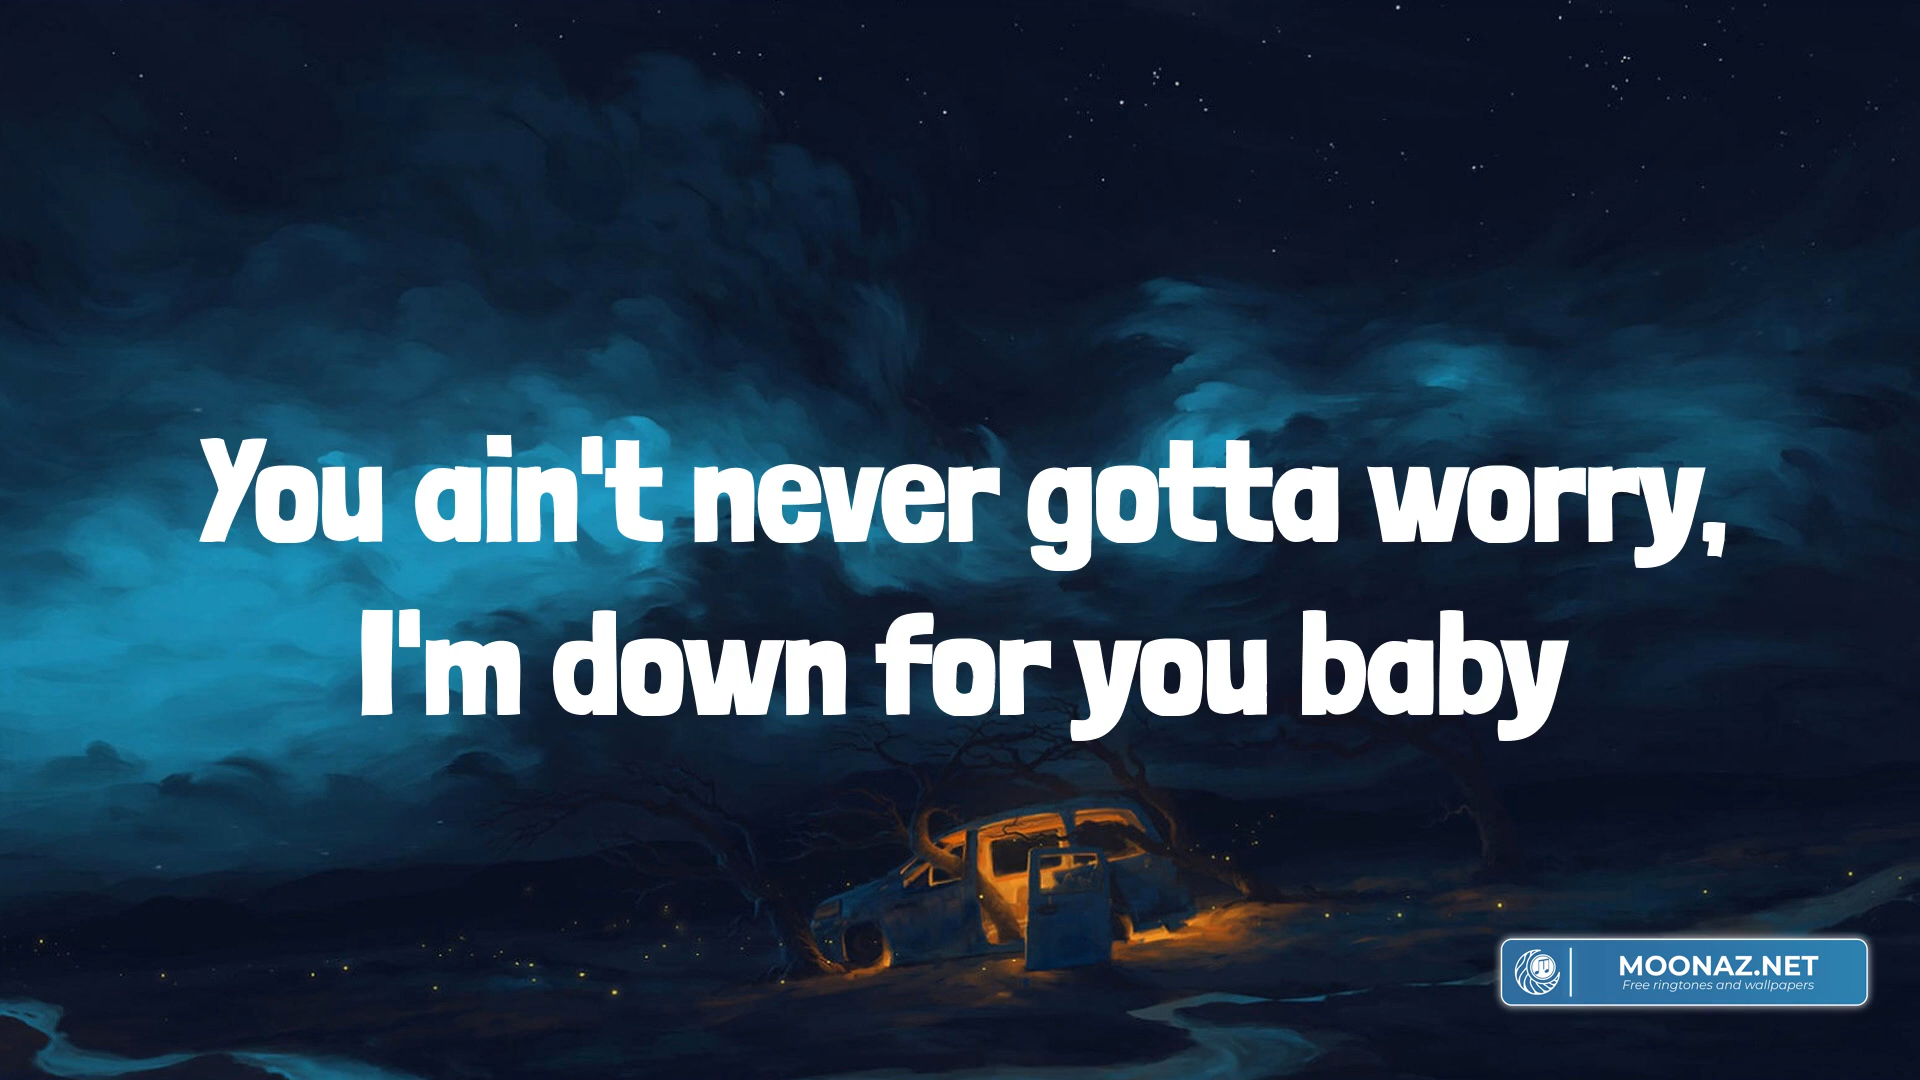 You ain't never gotta worry,
I'm down for you baby
MOONAZ.NET
Free ringtones and wallpapers